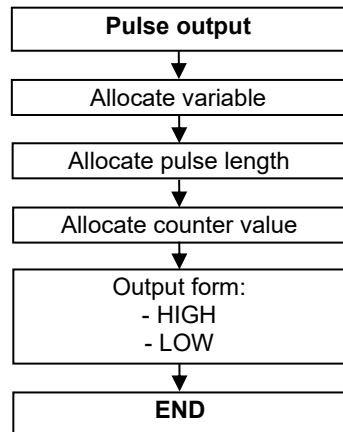 Pulse output
Allocate variable
Allocate pulse length
Allocate counter value
Output form:
- HIGH
- LOW
END